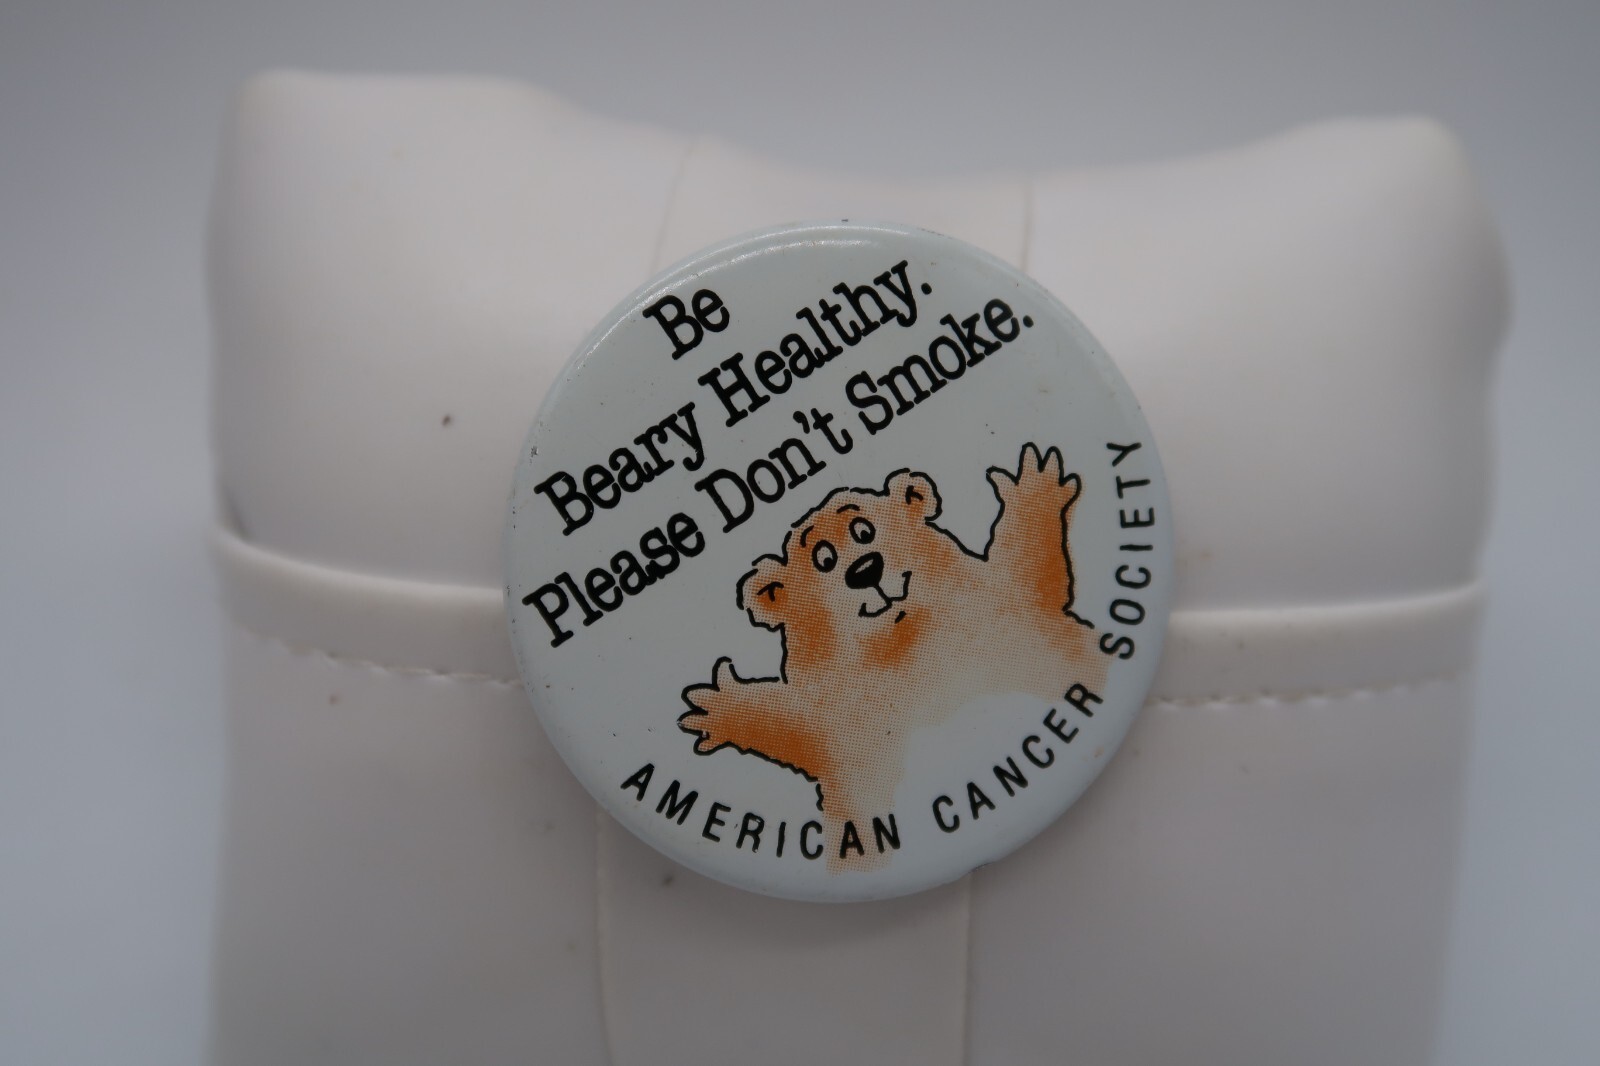 Be
Beary Healthy.
Please Don't Smoke.
AMERICAN CANCER SOCIETY